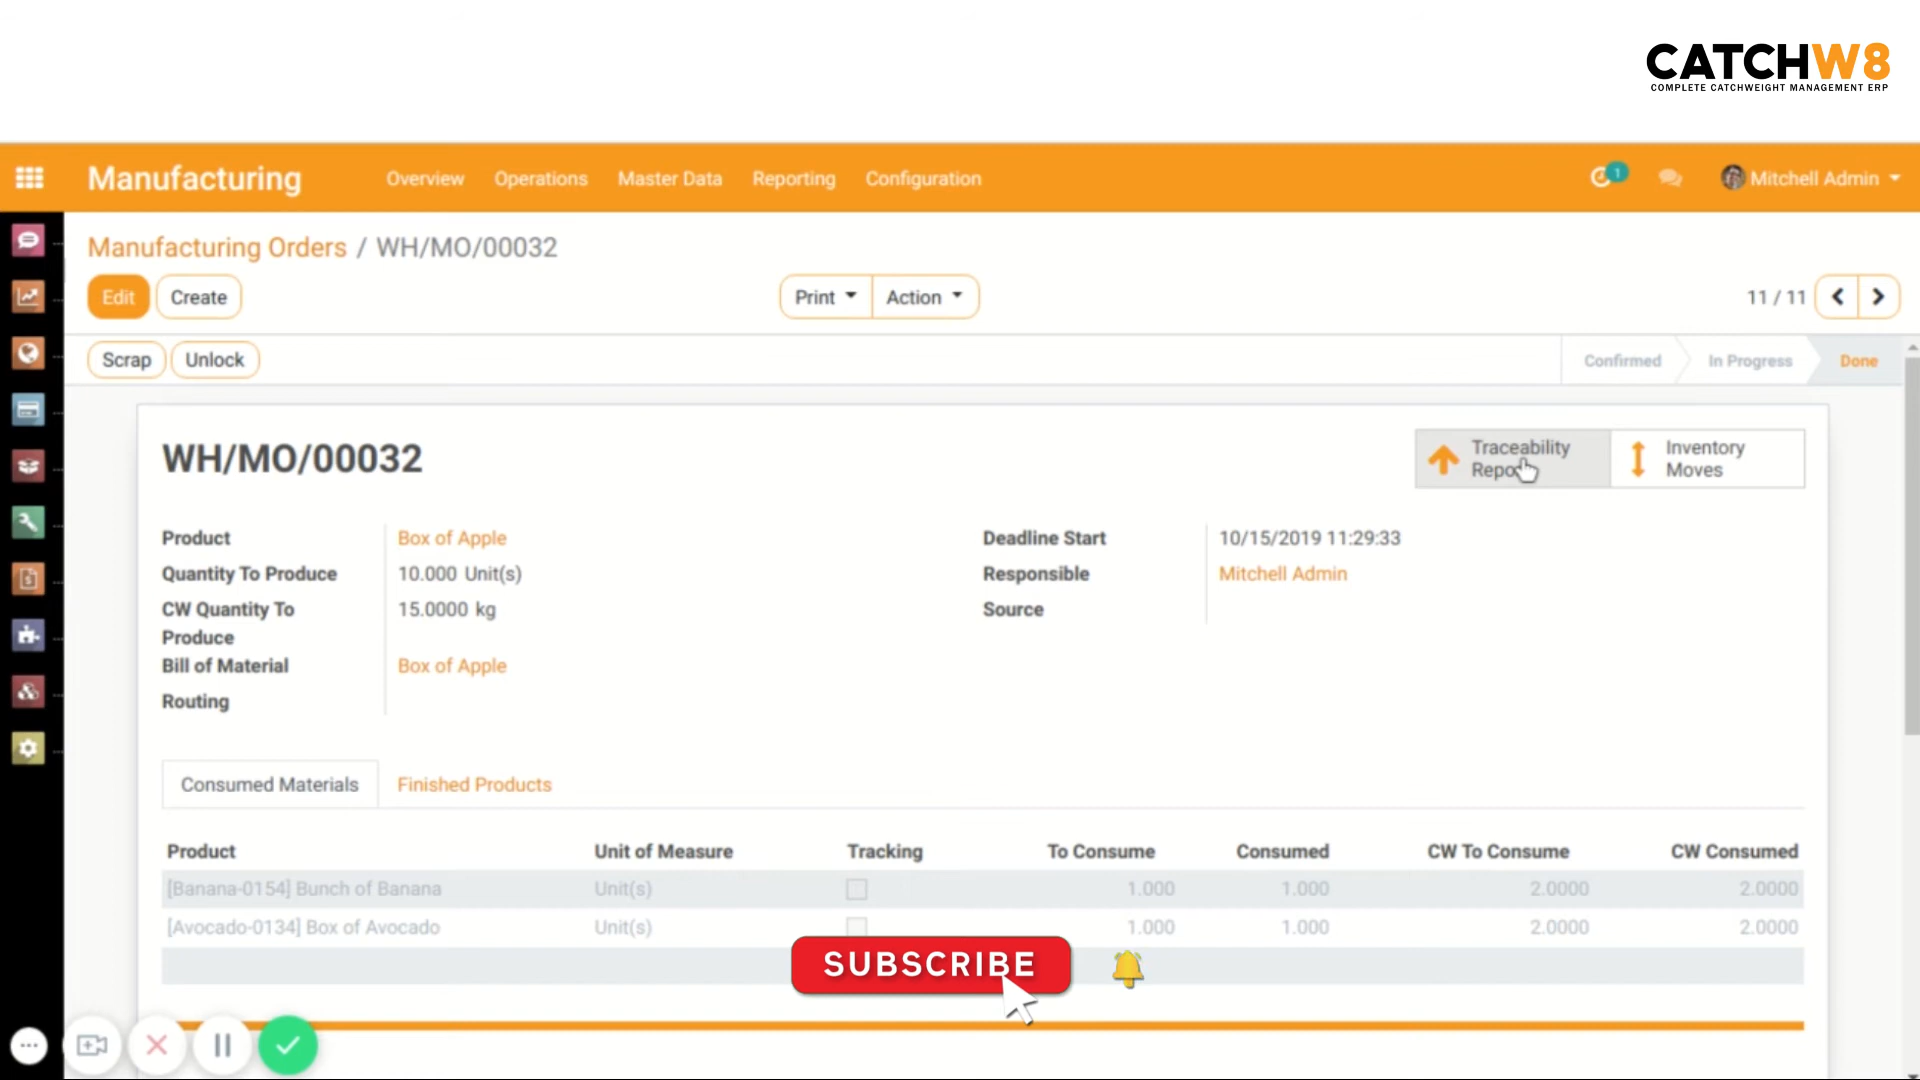 CATCHW8
COMPLETE CATCHWEIGHT MANAGEMENT ERP
Manufacturing
Overview
Operations
Master Data
Reporting
Configuration
1
Mitchell Admin
Manufacturing Orders / WH/MO/00032
Edit
Create
Print
Action
11 / 11
Scrap
Unlock
Confirmed
In Progress
Done
WH/MO/00032
Traceability
Report
Inventory
Moves
Product
Box of Apple
Quantity To Produce
10.000 Unit(s)
CW Quantity To
Produce
15.0000 kg
Bill of Material
Box of Apple
Routing
Deadline Start
10/15/2019 11:29:33
Responsible
Mitchell Admin
Source
Consumed Materials
Finished Products
Product Unit of Measure Tracking To Consume Consumed CW To Consume CW Consumed
[Banana-0154] Bunch of Banana Unit(s) 1.000 1.000 2.0000 2.0000
[Avocado-0134] Box of Avocado Unit(s) 1.000 1.000 2.0000 2.0000
SUBSCRIBE